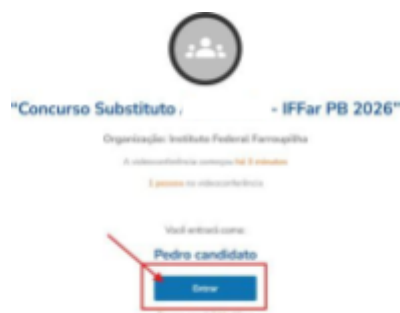 "Concurso Substituto - IFFar PB 2026"
Organização: Instituto Federal Farroupilha
A videoconferência começou há 3 minutos
1 pessoa na videoconferência
Você entrará como:
Pedro candidato
Entrar